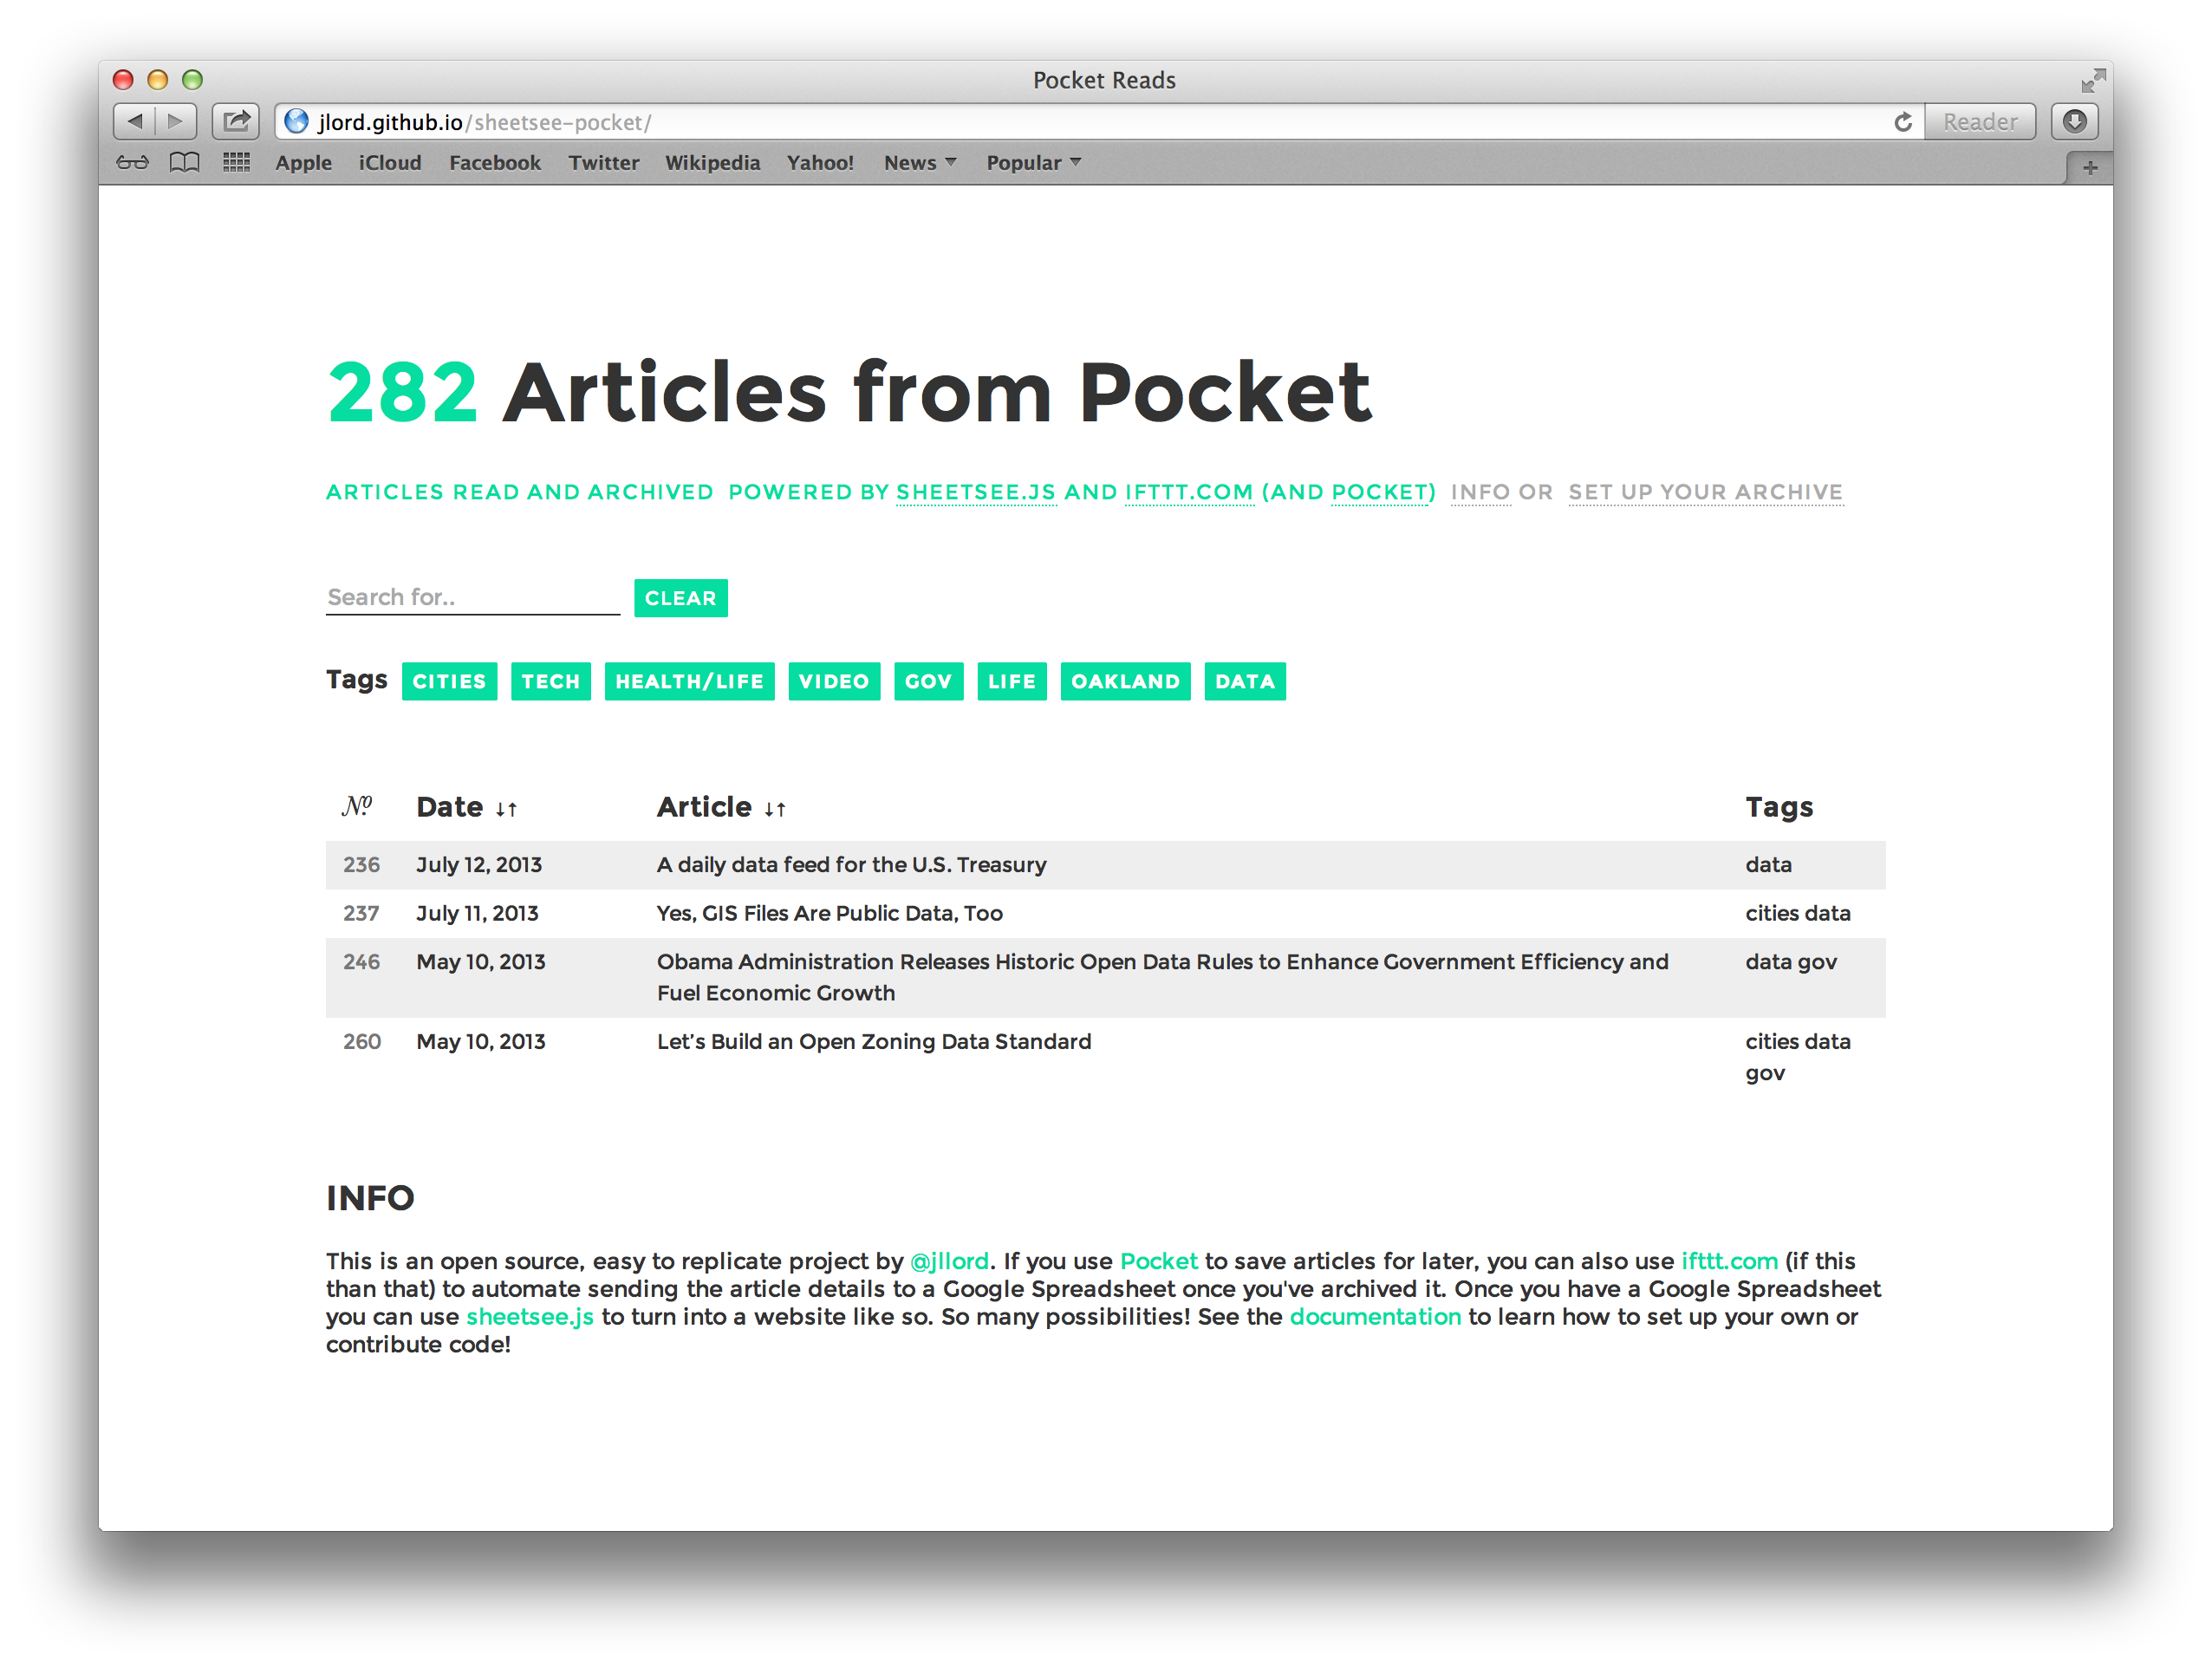 Pocket Reads
jlord.github.io/sheetsee-pocket/
Reader
Apple iCloud Facebook Twitter Wikipedia Yahoo! News Popular
282 Articles from Pocket
ARTICLES READ AND ARCHIVED POWERED BY SHEETSEE.JS AND IFTTT.COM (AND POCKET) INFO OR SET UP YOUR ARCHIVE
Search for..
CLEAR
Tags CITIES TECH HEALTH/LIFE VIDEO GOV LIFE OAKLAND DATA
№ Date ↓↑ Article ↓↑ Tags
236 July 12, 2013 A daily data feed for the U.S. Treasury data
237 July 11, 2013 Yes, GIS Files Are Public Data, Too cities data
246 May 10, 2013 Obama Administration Releases Historic Open Data Rules to Enhance Government Efficiency and data gov
Fuel Economic Growth
260 May 10, 2013 Let's Build an Open Zoning Data Standard cities data
gov
INFO
This is an open source, easy to replicate project by @jllord. If you use Pocket to save articles for later, you can also use ifttt.com (if this
than that) to automate sending the article details to a Google Spreadsheet once you've archived it. Once you have a Google Spreadsheet
you can use sheetsee.js to turn into a website like so. So many possibilities! See the documentation to learn how to set up your own or
contribute code!